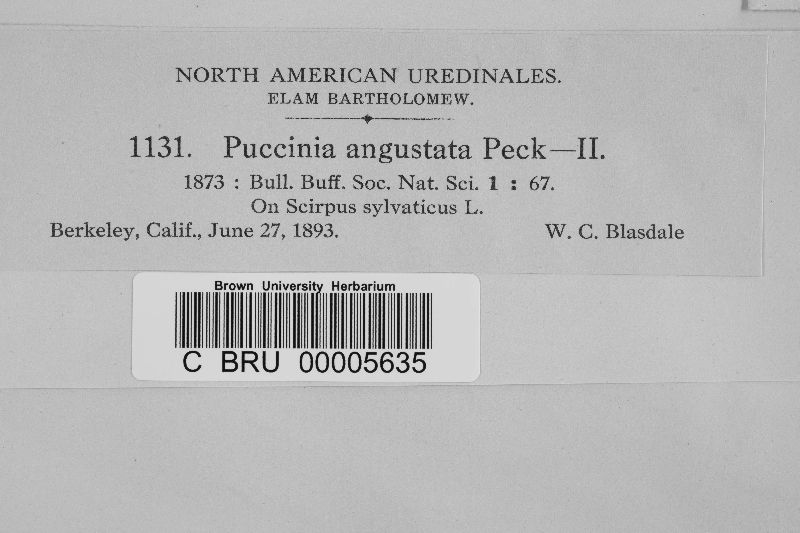 NORTH AMERICAN UREDINALES.
ELAM BARTHOLOMEW.
1131. Puccinia angustata Peck—II.
1873 : Bull. Buff. Soc. Nat. Sci. 1 : 67.
On Scirpus sylvaticus L.
Berkeley, Calif., June 27, 1893. W. C. Blasdale
Brown University Herbarium
C BRU 00005635